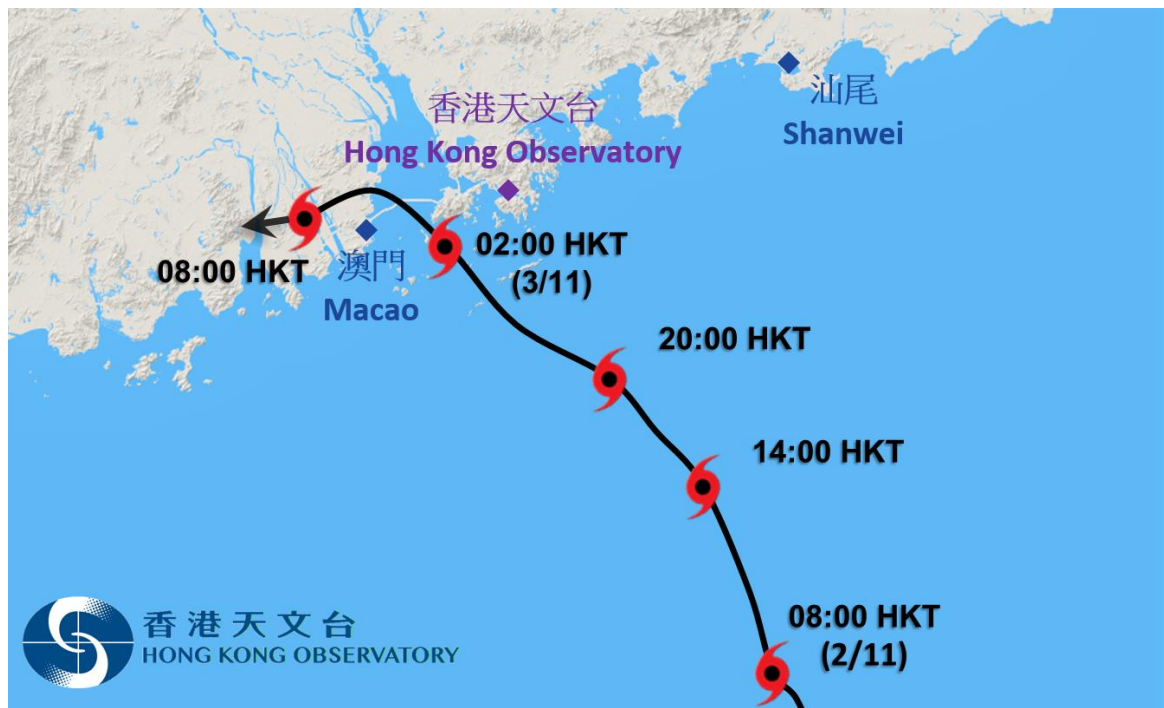 汕尾
Shanwei
香港天文台
Hong Kong Observatory
02:00 HKT
(3/11)
08:00 HKT
澳門
Macao
20:00 HKT
14:00 HKT
08:00 HKT
(2/11)
香港天文台
HONG KONG OBSERVATORY